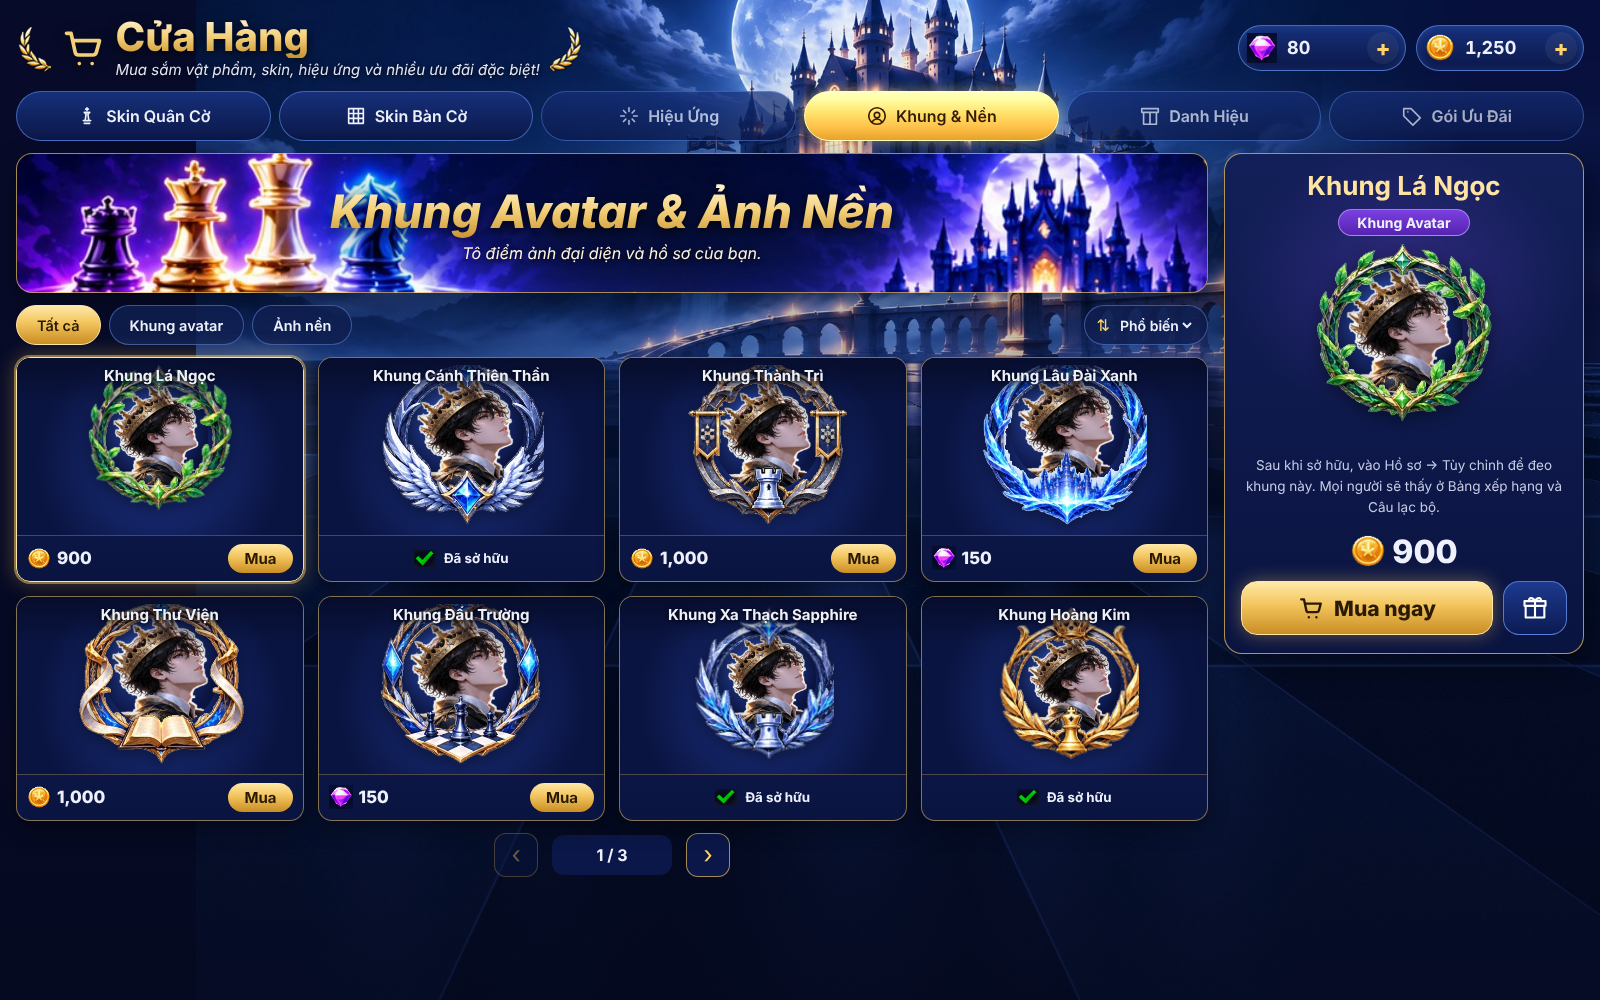 Cửa Hàng
Mua sắm vật phẩm, skin, hiệu ứng và nhiều ưu đãi đặc biệt!
80 +
1,250 +
Skin Quân Cờ
Skin Bàn Cờ
Hiệu Ứng
Khung & Nền
Danh Hiệu
Gói Ưu Đãi
Khung Avatar & Ảnh Nền
Tô điểm ảnh đại diện và hồ sơ của bạn.
Tất cả
Khung avatar
Ảnh nền
Phổ biến
Khung Lá Ngọc
900
Mua
Khung Cánh Thiên Thần
Đã sở hữu
Khung Thành Trì
1,000
Mua
Khung Lâu Đài Xanh
150
Mua
Khung Thư Viện
1,000
Mua
Khung Đấu Trường
150
Mua
Khung Xa Thạch Sapphire
Đã sở hữu
Khung Hoàng Kim
Đã sở hữu
1 / 3
Khung Lá Ngọc
Khung Avatar
Sau khi sở hữu, vào Hồ sơ → Tùy chỉnh để đeo
khung này. Mọi người sẽ thấy ở Bảng xếp hạng và
Câu lạc bộ.
900
Mua ngay